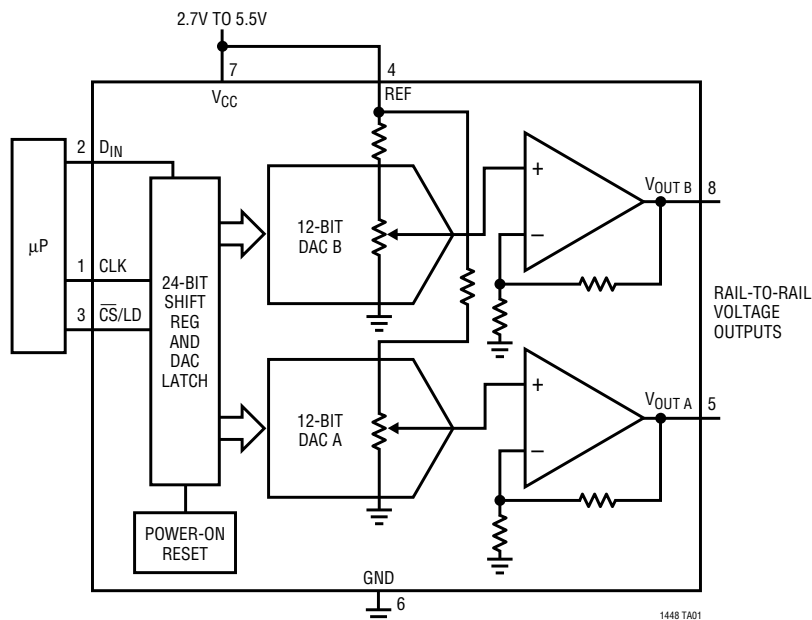 2.7V TO 5.5V
7
4
VCC
REF
2
DIN
μP
1
CLK
3
CS/LD
24-BIT
SHIFT
REG
AND
DAC
LATCH
12-BIT
DAC B
+
−
VOUT B
8
RAIL-TO-RAIL
VOLTAGE
OUTPUTS
12-BIT
DAC A
+
−
VOUT A
5
POWER-ON
RESET
GND
6
1448 TA01